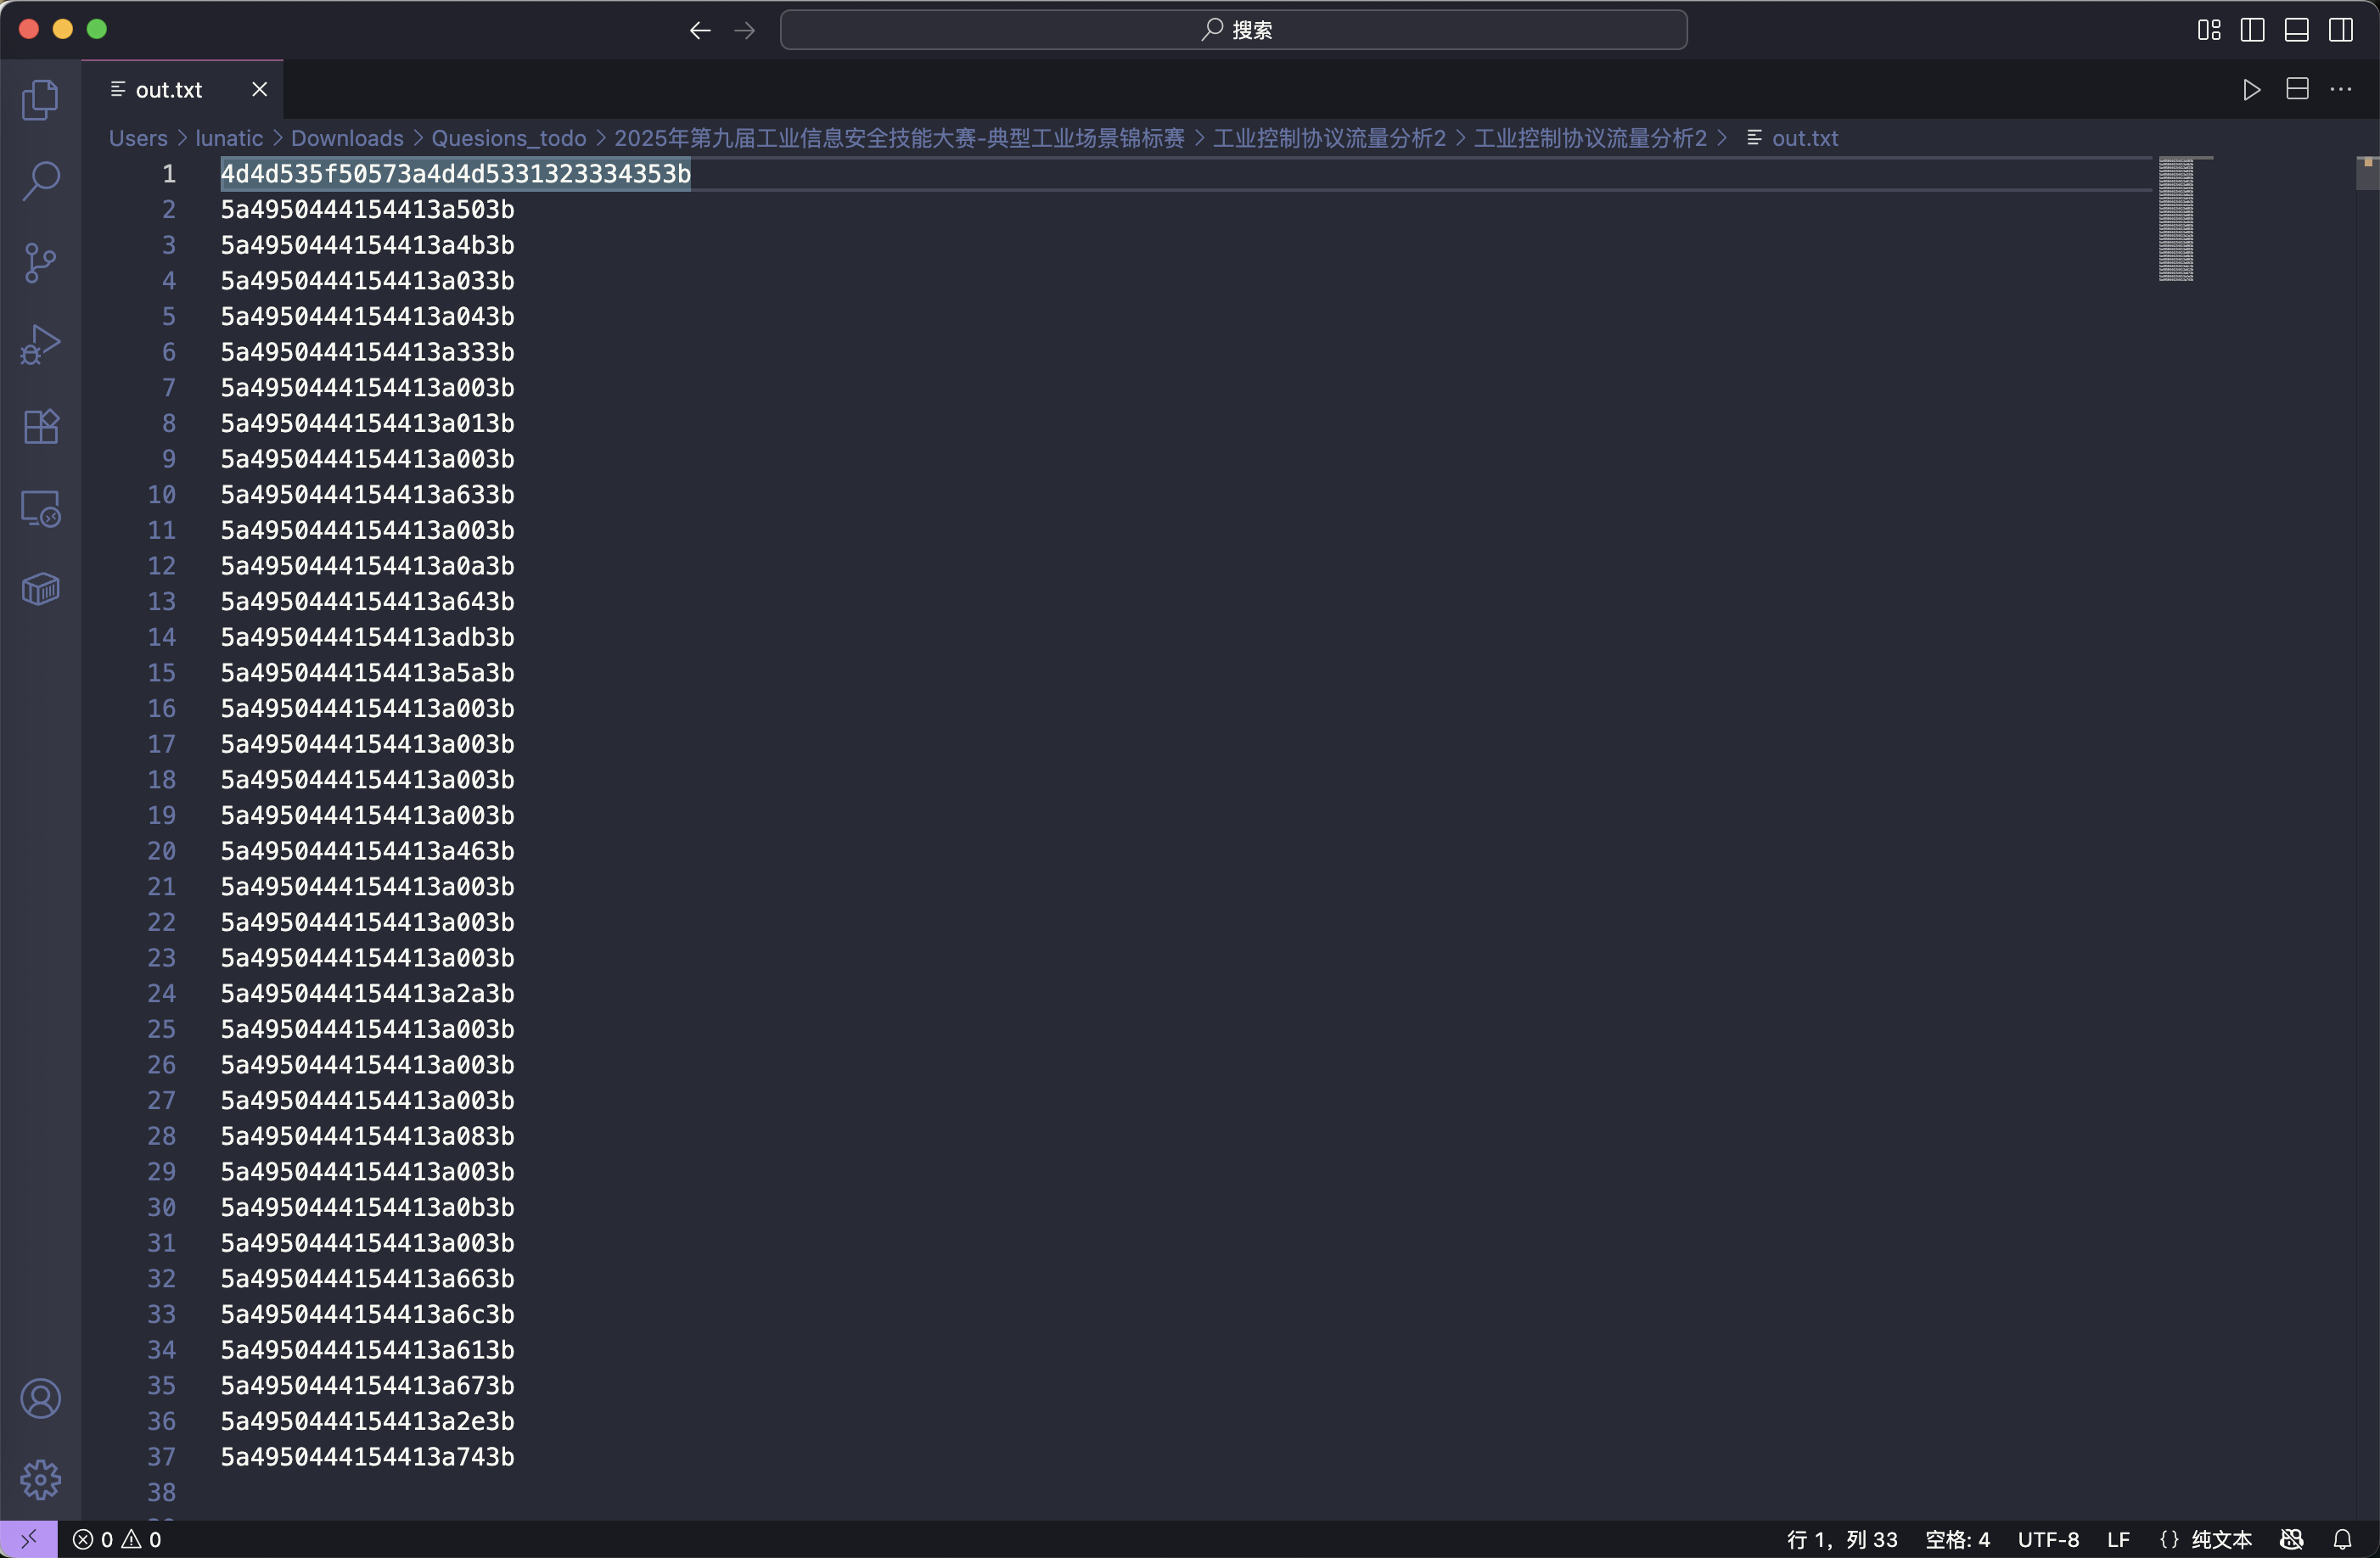 搜索
out.txt
Users > lunatic > Downloads > Quesions_todo > 2025年第九届工业信息安全技能大赛-典型工业场景锦标赛 > 工业控制协议流量分析2 > 工业控制协议流量分析2 > out.txt
1 4d4d535f50573a4d4d5331323334353b
2 5a4950444154413a503b
3 5a4950444154413a4b3b
4 5a4950444154413a033b
5 5a4950444154413a043b
6 5a4950444154413a333b
7 5a4950444154413a003b
8 5a4950444154413a013b
9 5a4950444154413a003b
10 5a4950444154413a633b
11 5a4950444154413a003b
12 5a4950444154413a0a3b
13 5a4950444154413a643b
14 5a4950444154413adb3b
15 5a4950444154413a5a3b
16 5a4950444154413a003b
17 5a4950444154413a003b
18 5a4950444154413a003b
19 5a4950444154413a003b
20 5a4950444154413a463b
21 5a4950444154413a003b
22 5a4950444154413a003b
23 5a4950444154413a003b
24 5a4950444154413a2a3b
25 5a4950444154413a003b
26 5a4950444154413a003b
27 5a4950444154413a003b
28 5a4950444154413a083b
29 5a4950444154413a003b
30 5a4950444154413a0b3b
31 5a4950444154413a003b
32 5a4950444154413a663b
33 5a4950444154413a6c3b
34 5a4950444154413a613b
35 5a4950444154413a673b
36 5a4950444154413a2e3b
37 5a4950444154413a743b
38
0 0 行 1，列 33 空格: 4 UTF-8 LF {} 纯文本